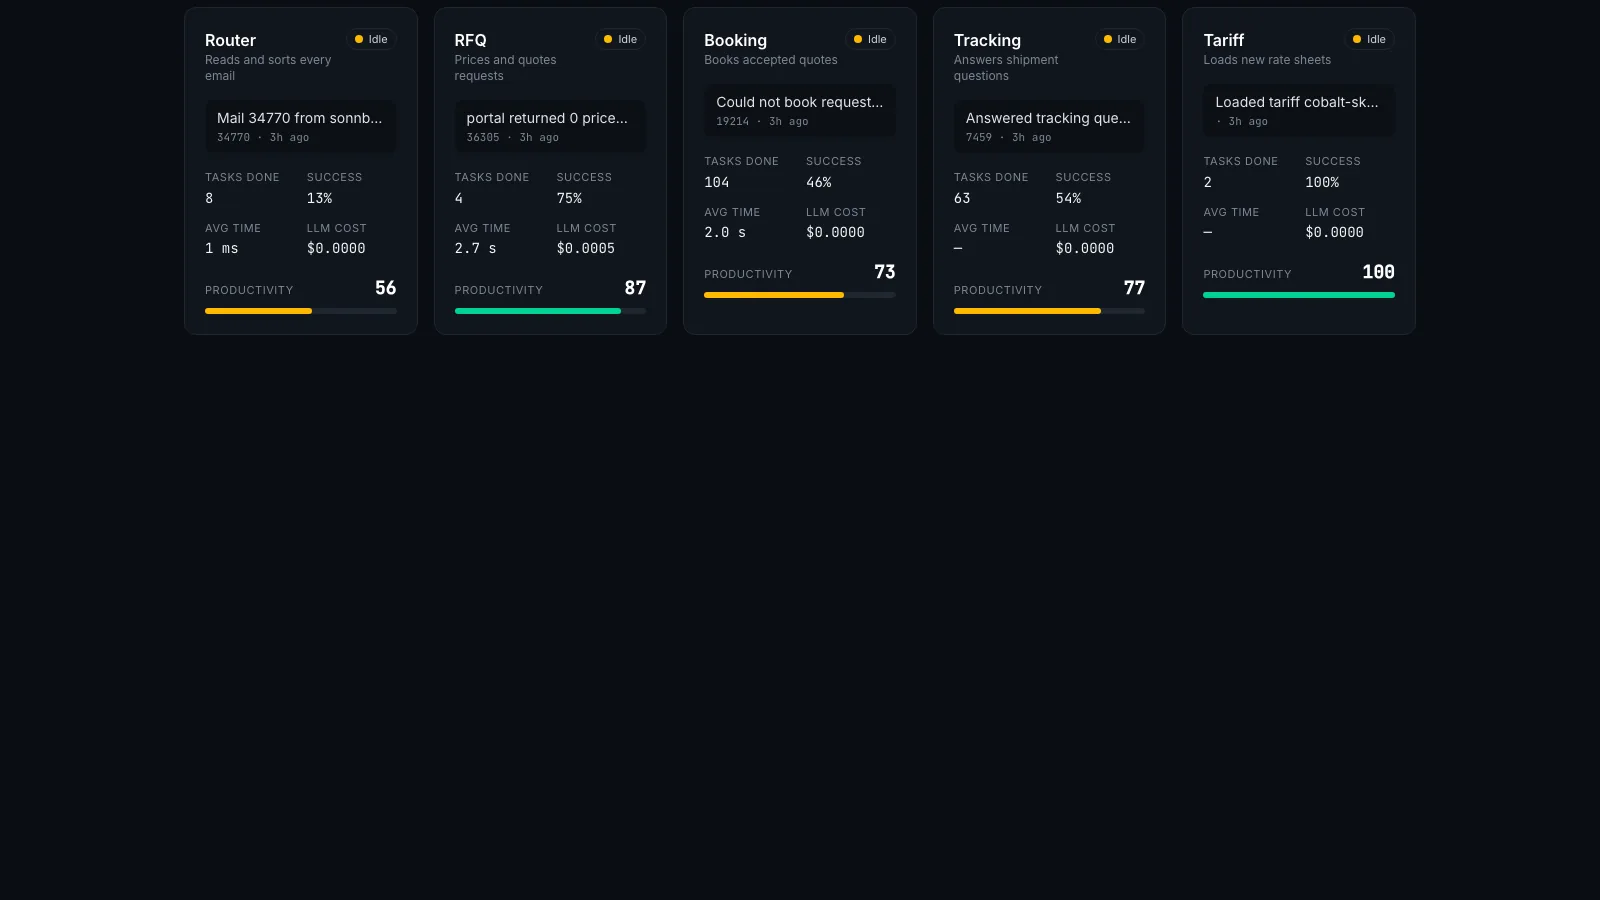 Router
Idle
Reads and sorts every
email
Mail 34770 from sonnb...
34770 · 3h ago
TASKS DONE
SUCCESS
8
13%
AVG TIME
LLM COST
1 ms
$0.0000
PRODUCTIVITY
56
RFQ
Idle
Prices and quotes
requests
portal returned 0 price...
36305 · 3h ago
TASKS DONE
SUCCESS
4
75%
AVG TIME
LLM COST
2.7 s
$0.0005
PRODUCTIVITY
87
Booking
Idle
Books accepted quotes
Could not book request...
19214 · 3h ago
TASKS DONE
SUCCESS
104
46%
AVG TIME
LLM COST
2.0 s
$0.0000
PRODUCTIVITY
73
Tracking
Idle
Answers shipment
questions
Answered tracking que...
7459 · 3h ago
TASKS DONE
SUCCESS
63
54%
AVG TIME
LLM COST
—
$0.0000
PRODUCTIVITY
77
Tariff
Idle
Loads new rate sheets
Loaded tariff cobalt-sk...
· 3h ago
TASKS DONE
SUCCESS
2
100%
AVG TIME
LLM COST
—
$0.0000
PRODUCTIVITY
100